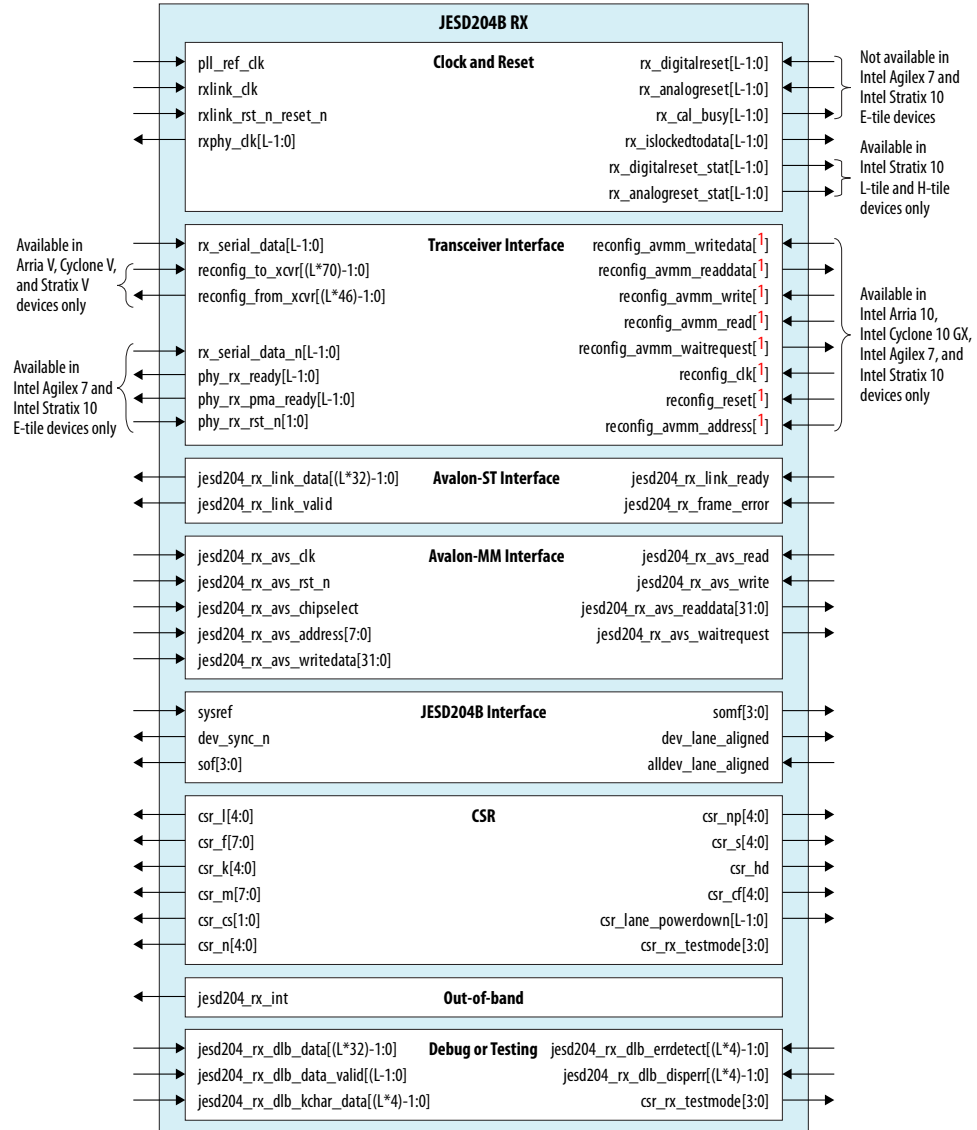 JESD204B RX
Clock and Reset
pll_ref_clk
rxlink_clk
rxlink_rst_n_reset_n
rxphy_clk[L-1:0]
rx_digitalreset[L-1:0]
rx_analogreset[L-1:0]
rx_cal_busy[L-1:0]
rx_islockedtodata[L-1:0]
rx_digitalreset_stat[L-1:0]
rx_analogreset_stat[L-1:0]
Not available in
Intel Agilex 7 and
Intel Stratix 10
E-tile devices
Available in
Intel Stratix 10
L-tile and H-tile
devices only
Transceiver Interface
Available in
Arria V, Cyclone V,
and Stratix V
devices only
rx_serial_data[L-1:0]
reconfig_to_xcvr[(L*70)-1:0]
reconfig_from_xcvr[(L*46)-1:0]
Available in
Intel Agilex 7 and
Intel Stratix 10
E-tile devices only
rx_serial_data_n[L-1:0]
phy_rx_ready[L-1:0]
phy_rx_pma_ready[L-1:0]
phy_rx_rst_n[1:0]
reconfig_avmm_writedata[1]
reconfig_avmm_readdata[1]
reconfig_avmm_write[1]
reconfig_avmm_read[1]
reconfig_avmm_waitrequest[1]
reconfig_clk[1]
reconfig_reset[1]
reconfig_avmm_address[1]
Available in
Intel Arria 10,
Intel Cyclone 10 GX,
Intel Agilex 7, and
Intel Stratix 10
devices only
Avalon-ST Interface
jesd204_rx_link_data[(L*32)-1:0]
jesd204_rx_link_valid
jesd204_rx_link_ready
jesd204_rx_frame_error
Avalon-MM Interface
jesd204_rx_avs_clk
jesd204_rx_avs_rst_n
jesd204_rx_avs_chipselect
jesd204_rx_avs_address[7:0]
jesd204_rx_avs_writedata[31:0]
jesd204_rx_avs_read
jesd204_rx_avs_write
jesd204_rx_avs_readdata[31:0]
jesd204_rx_avs_waitrequest
JESD204B Interface
sysref
dev_sync_n
sof[3:0]
somf[3:0]
dev_lane_aligned
alldev_lane_aligned
CSR
csr_l[4:0]
csr_f[7:0]
csr_k[4:0]
csr_m[7:0]
csr_cs[1:0]
csr_n[4:0]
csr_np[4:0]
csr_s[4:0]
csr_hd
csr_cf[4:0]
csr_lane_powerdown[L-1:0]
csr_rx_testmode[3:0]
Out-of-band
jesd204_rx_int
Debug or Testing
jesd204_rx_dlb_data[(L*32)-1:0]
jesd204_rx_dlb_data_valid[(L-1:0]
jesd204_rx_dlb_kchar_data[(L*4)-1:0]
jesd204_rx_dlb_errdetect[(L*4)-1:0]
jesd204_rx_dlb_disperr[(L*4)-1:0]
csr_rx_testmode[3:0]